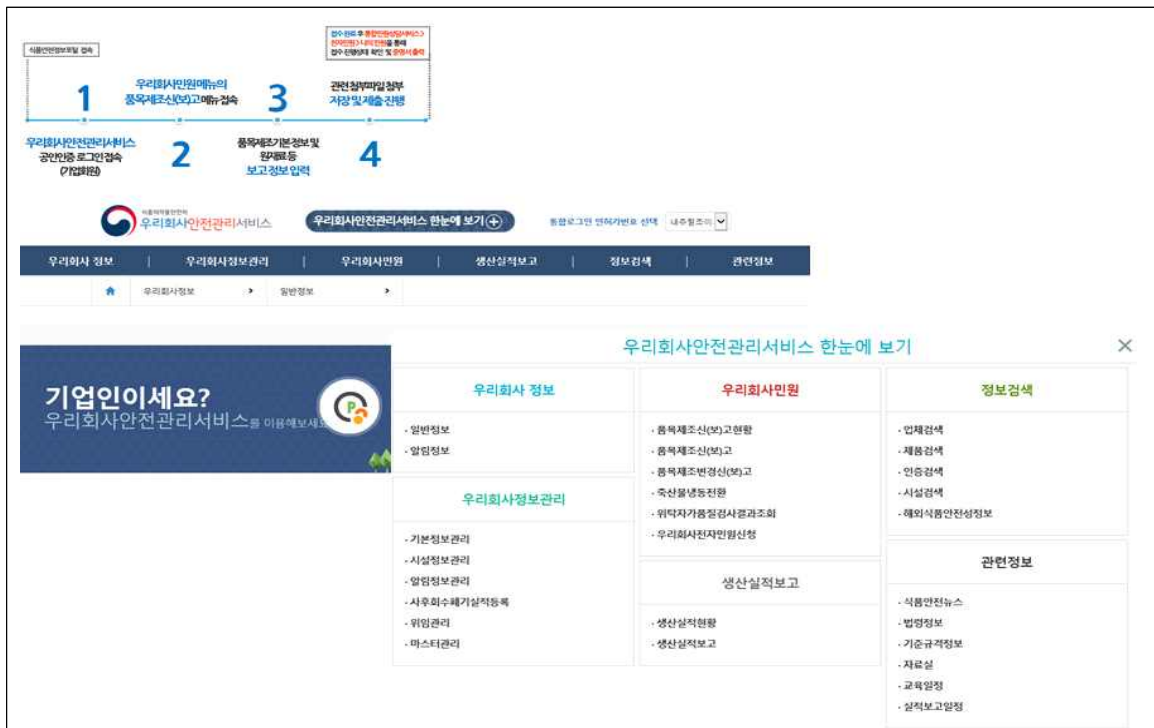 식품안전정보포털 접속
접수 완료 후 통합민원상담서비스>
전자민원>나의 민원을 통해
접수 진행상태 확인 및 증명서 출력
1
우리회사민원메뉴의
품목제조신(보)고메뉴 접속
3
관련 첨부파일 첨부
저장 및 제출 진행
우리회사안전관리서비스
공인인증 로그인 접속
(기업회원)
2
품목제조기본정보 및
원재료 등
보고 정보 입력
4
식품의약품안전처
우리회사안전관리서비스
우리회사안전관리서비스 한눈에 보기
통합로그인 인허가번호 선택
우리회사 정보 | 우리회사정보관리 | 우리회사민원 | 생산실적보고 | 정보검색 | 관련정보
우리회사정보 > 일반정보 >
기업인이세요?
우리회사안전관리서비스를 이용해보세요
우리회사안전관리서비스 한눈에 보기
우리회사 정보
· 일반정보
· 알림정보
우리회사정보관리
· 기본정보관리
· 시설정보관리
· 알림정보관리
· 사후회수폐기실적등록
· 위임관리
· 마스터관리
우리회사민원
· 품목제조신(보)고현황
· 품목제조신(보)고
· 품목제조변경신(보)고
· 축산물냉동전환
· 위탁자가품질검사결과조회
· 우리회사전자민원신청
생산실적보고
· 생산실적현황
· 생산실적보고
정보검색
· 업체검색
· 제품검색
· 인증검색
· 시설검색
· 해외식품안전성정보
관련정보
· 식품안전뉴스
· 법령정보
· 기준규격정보
· 자료실
· 교육일정
· 실적보고일정